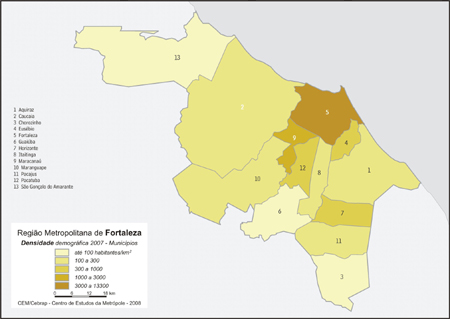 13
2
5
9
4
12
8
1
10
6
7
11
3
1 Aquiraz
2 Caucaia
3 Chorozinho
4 Eusébio
5 Fortaleza
6 Guaiúba
7 Horizonte
8 Itaitinga
9 Maracanaú
10 Maranguape
11 Pacajus
12 Pacatuba
13 São Gonçalo do Amarante
Região Metropolitana de Fortaleza
Densidade demográfica 2007 - Municípios
até 100 habitantes/km²
100 a 300
300 a 1000
1000 a 3000
3000 a 13300
0 6 12 18 km
CEM/Cebrap - Centro de Estudos da Metrópole - 2008